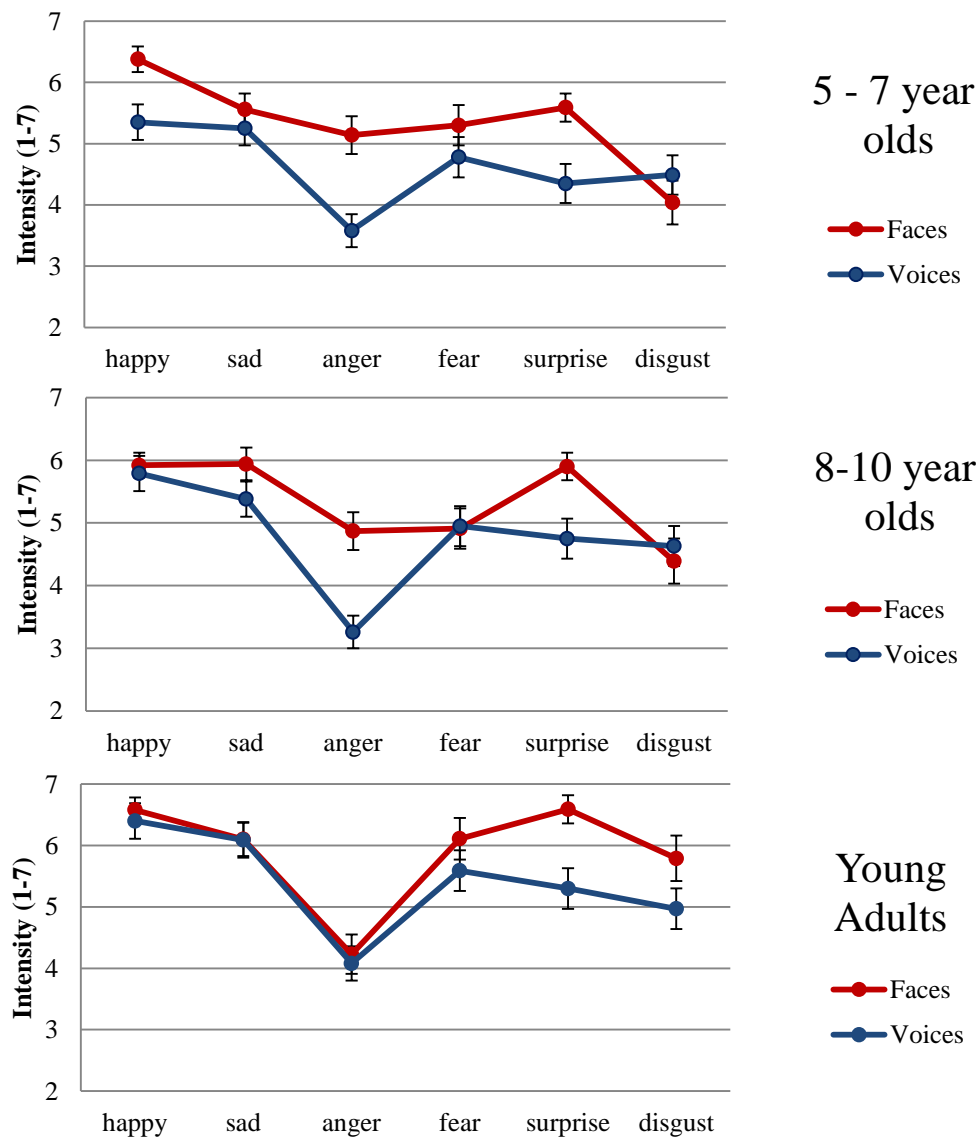 7
6
5
4
3
2
Intensity (1-7)
happy sad anger fear surprise disgust
5 - 7 year
olds
Faces
Voices
7
6
5
4
3
2
Intensity (1-7)
happy sad anger fear surprise disgust
8-10 year
olds
Faces
Voices
7
6
5
4
3
2
Intensity (1-7)
happy sad anger fear surprise disgust
Young
Adults
Faces
Voices